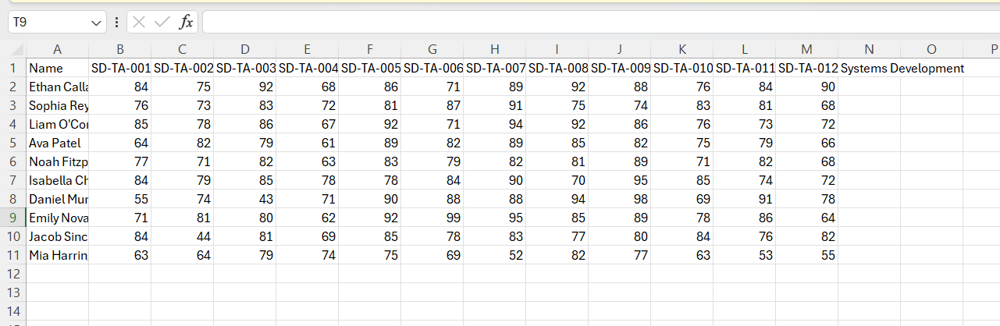 T9 fx
A B C D E F G H I J K L M N O P
1 Name SD-TA-001 SD-TA-002 SD-TA-003 SD-TA-004 SD-TA-005 SD-TA-006 SD-TA-007 SD-TA-008 SD-TA-009 SD-TA-010 SD-TA-011 SD-TA-012 Systems Development
2 Ethan Calla 84 75 92 68 86 71 89 92 88 76 84 90
3 Sophia Rey 76 73 83 72 81 87 91 75 74 83 81 68
4 Liam O'Cor 85 78 86 67 92 71 94 92 86 76 73 72
5 Ava Patel 64 82 79 61 89 82 89 85 82 75 79 66
6 Noah Fitzp 77 71 82 63 83 79 82 81 89 71 82 68
7 Isabella Ch 84 79 85 78 78 84 90 70 95 85 74 72
8 Daniel Mur 55 74 43 71 90 88 88 94 98 69 91 78
9 Emily Nova 71 81 80 62 92 99 95 85 89 78 86 64
10 Jacob Sinc 84 44 81 69 85 78 83 77 80 84 76 82
11 Mia Harrin 63 64 79 74 75 69 52 82 77 63 53 55
12
13
14